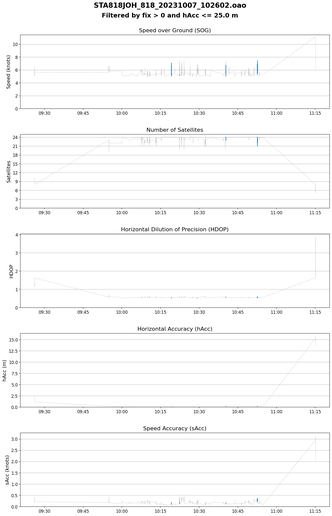 STA818JOH_818_20231007_102602.oao
Filtered by fix > 0 and hAcc <= 25.0 m
Speed over Ground (SOG)
Speed (knots)
10
8
6
4
2
0
09:30 09:45 10:00 10:15 10:30 10:45 11:00 11:15
Number of Satellites
Satellites
24
21
18
15
12
9
6
3
0
09:30 09:45 10:00 10:15 10:30 10:45 11:00 11:15
Horizontal Dilution of Precision (HDOP)
HDOP
4
3
2
1
0
09:30 09:45 10:00 10:15 10:30 10:45 11:00 11:15
Horizontal Accuracy (hAcc)
hAcc (m)
15.0
12.5
10.0
7.5
5.0
2.5
0.0
09:30 09:45 10:00 10:15 10:30 10:45 11:00 11:15
Speed Accuracy (sAcc)
sAcc (knots)
3.0
2.5
2.0
1.5
1.0
0.5
0.0
09:30 09:45 10:00 10:15 10:30 10:45 11:00 11:15